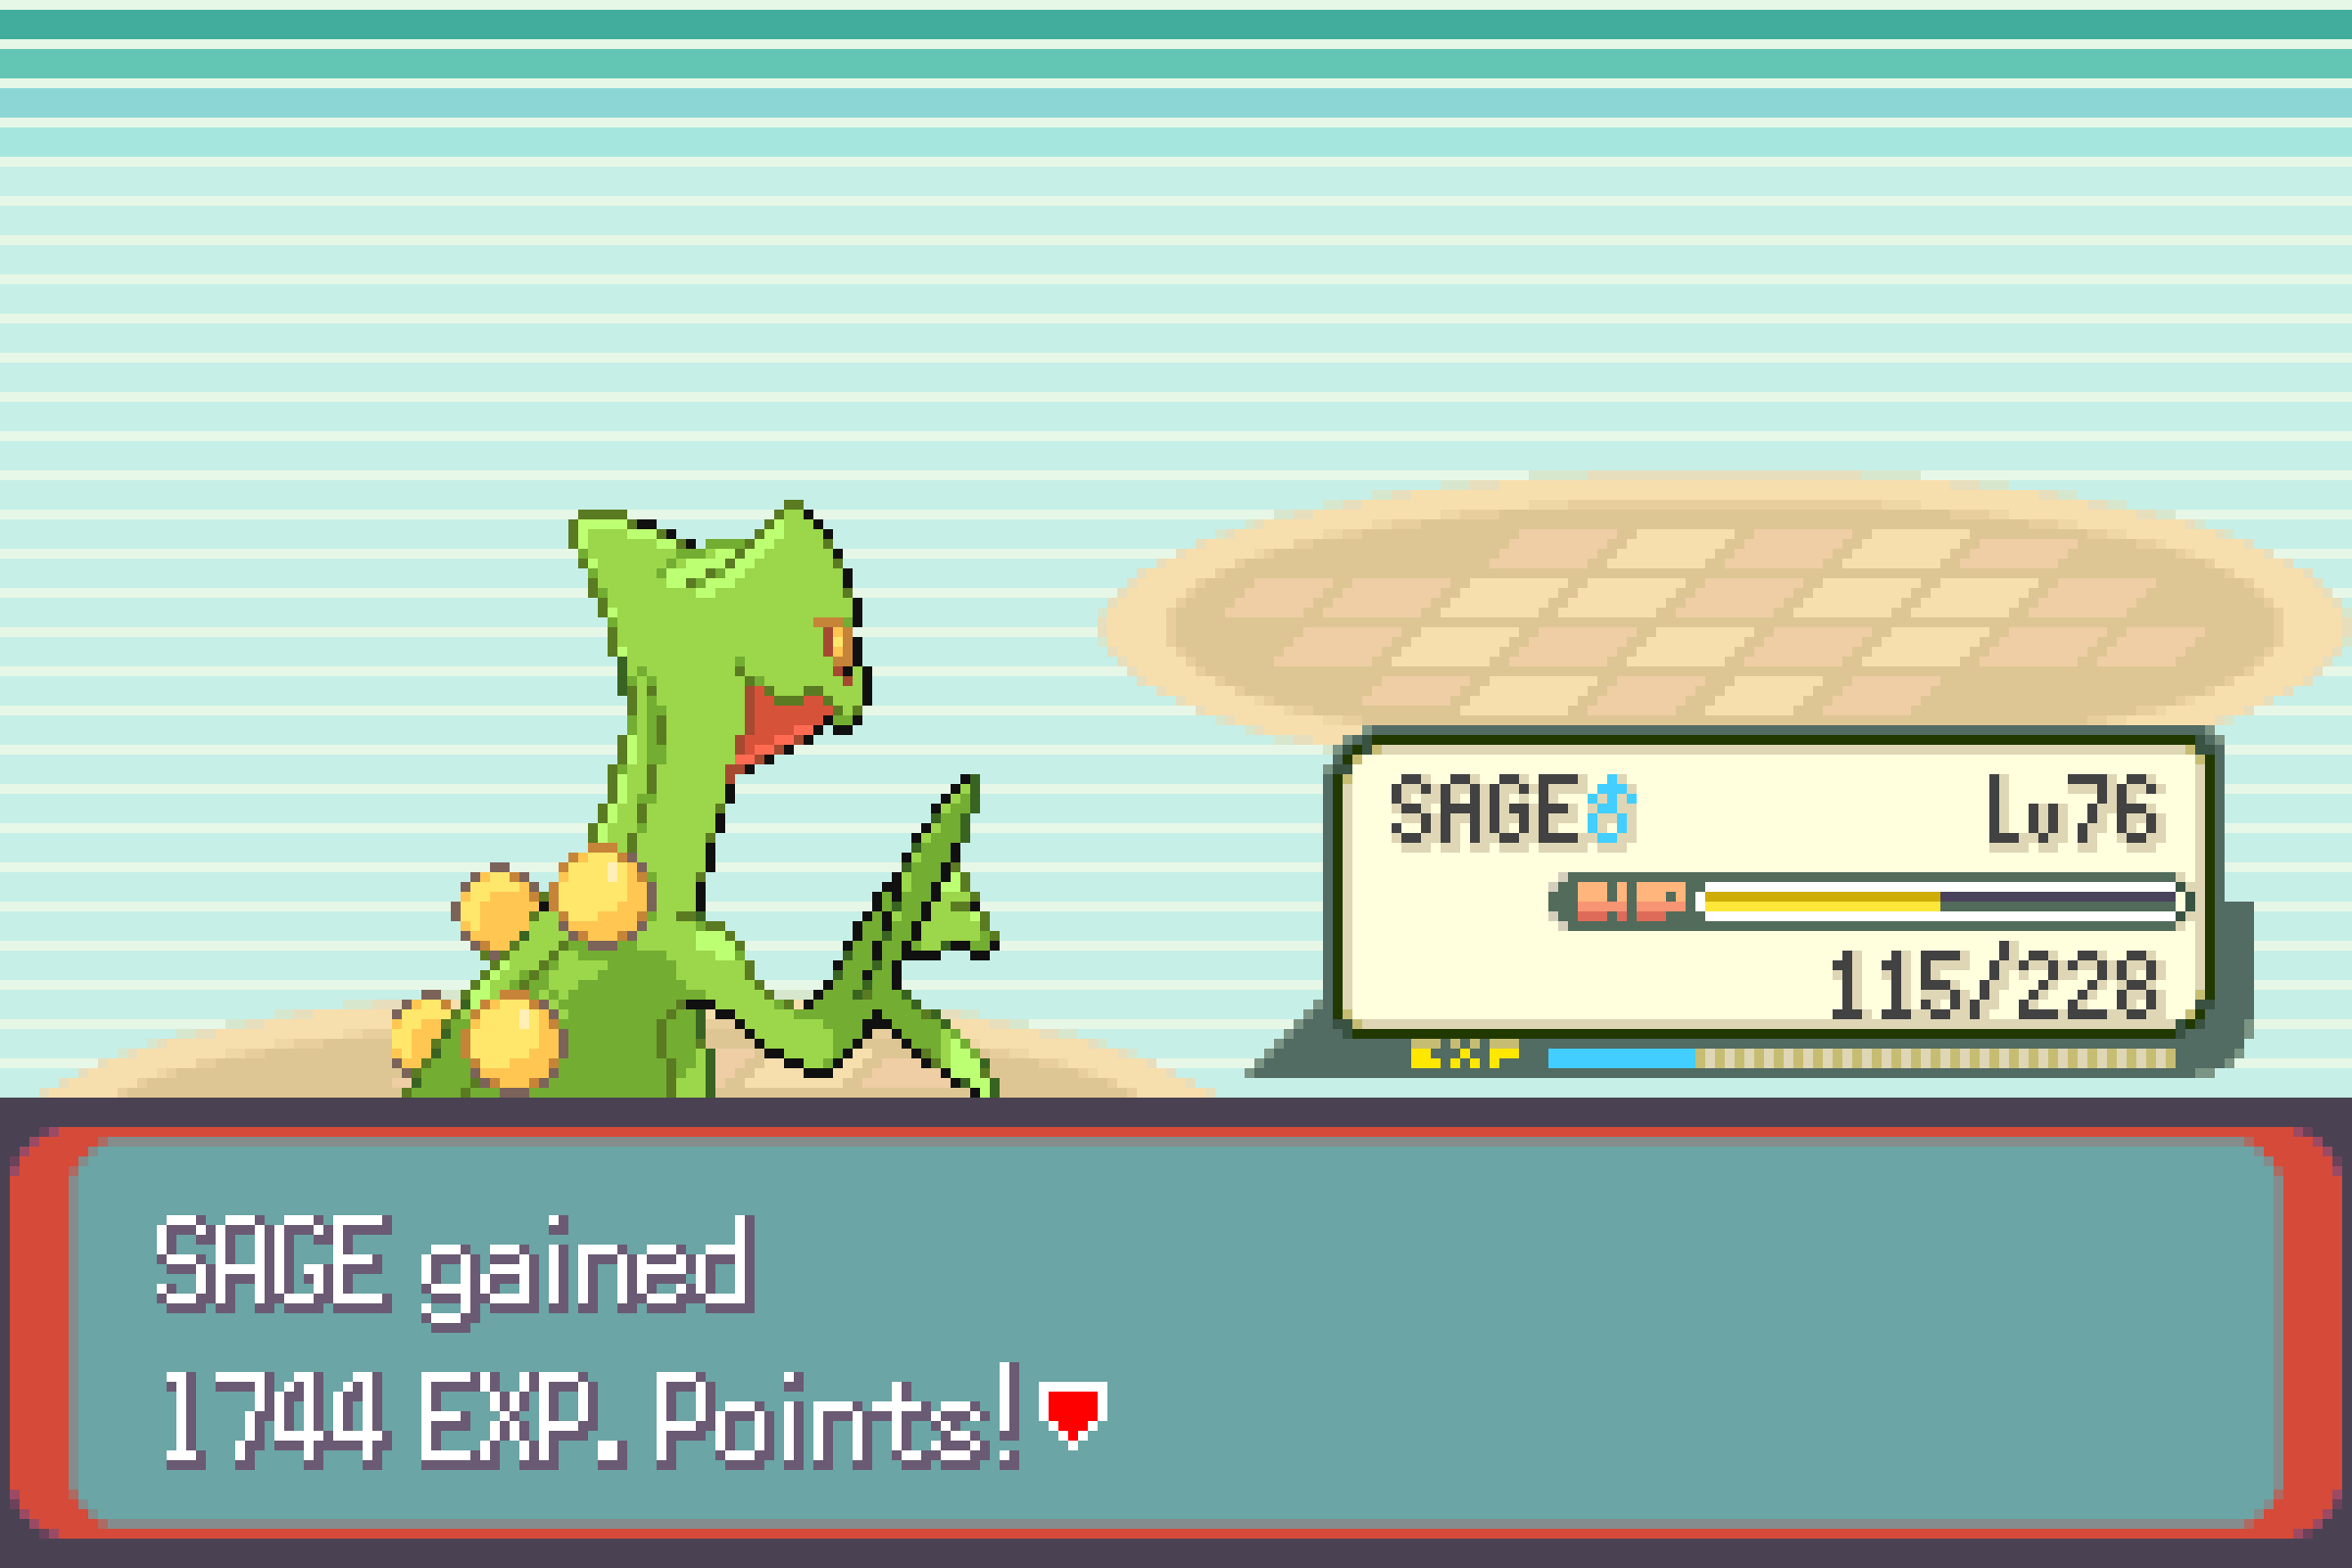 SAGE♂ Lv76
HP
115/228
EXP
SAGE gained
1744 EXP. Points!